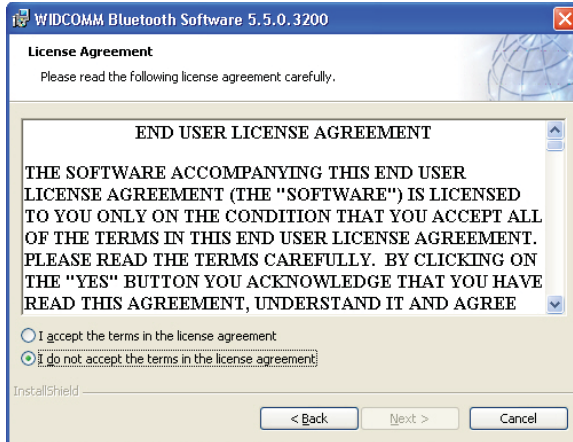 WIDCOMM Bluetooth Software 5.5.0.3200
License Agreement
Please read the following license agreement carefully.
END USER LICENSE AGREEMENT
THE SOFTWARE ACCOMPANYING THIS END USER
LICENSE AGREEMENT (THE "SOFTWARE") IS LICENSED
TO YOU ONLY ON THE CONDITION THAT YOU ACCEPT ALL
OF THE TERMS IN THIS END USER LICENSE AGREEMENT.
PLEASE READ THE TERMS CAREFULLY.  BY CLICKING ON
THE "YES" BUTTON YOU ACKNOWLEDGE THAT YOU HAVE
READ THIS AGREEMENT, UNDERSTAND IT AND AGREE
I accept the terms in the license agreement
I do not accept the terms in the license agreement
InstallShield
< Back Next > Cancel